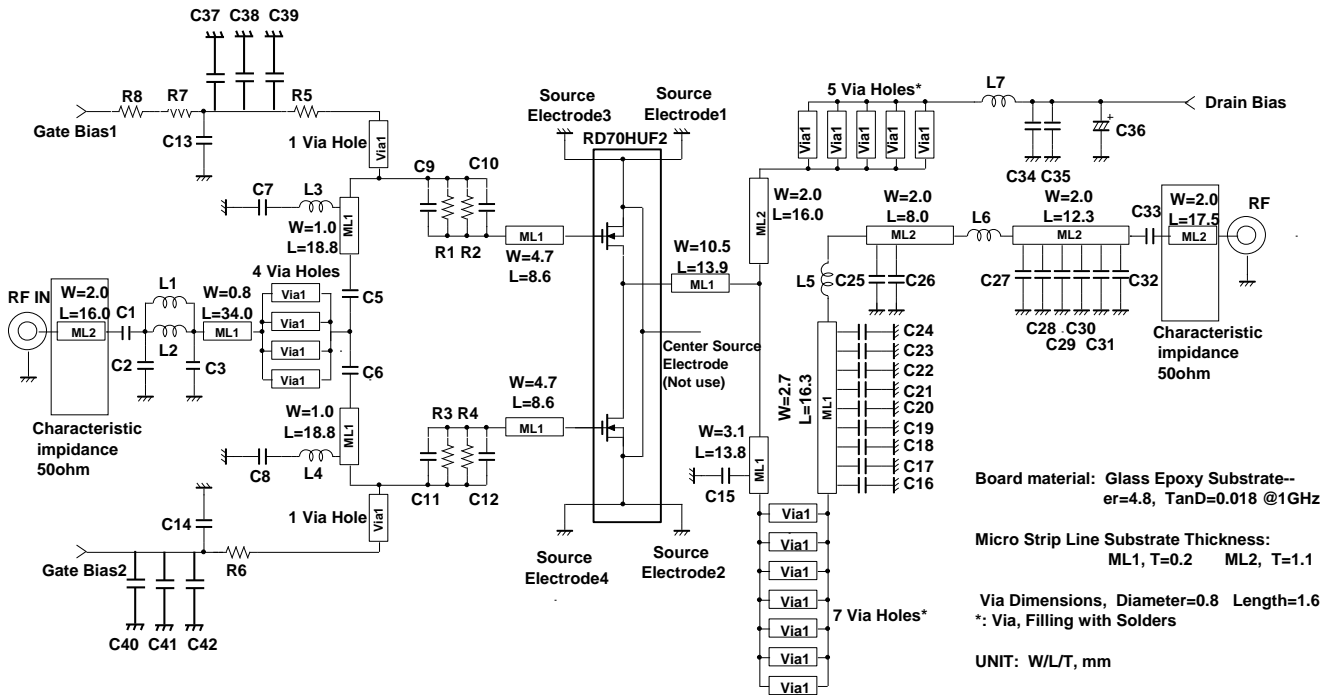 C37 C38 C39
R8 R7 R5
Gate Bias1
C13
1 Via Hole
Via1
C7 L3
W=1.0
L=18.8
ML1
C9 C10
R1 R2
ML1
W=4.7
L=8.6
Source
Electrode3
Source
Electrode1
RD70HUF2
5 Via Holes*
Via1 Via1 Via1 Via1 Via1
L7
Drain Bias
C34 C35
C36
W=2.0
L=16.0
ML2
W=2.0
L=8.0
ML2
L6
W=2.0
L=12.3
ML2
C33
W=2.0
L=17.5
ML2
RF
RF IN
W=2.0
L=16.0
ML2
C1
L1
L2
C2 C3
W=0.8
L=34.0
ML1
4 Via Holes
Via1
Via1
Via1
Via1
C5
C6
W=10.5
L=13.9
ML1
L5
C25 C26
C27
C28 C30
C29 C31
C32
Characteristic
impidance
50ohm
Characteristic
impidance
50ohm
Center Source
Electrode
(Not use)
W=2.7
L=16.3
ML1
C24
C23
C22
C21
C20
C19
C18
C17
C16
W=1.0
L=18.8
ML1
C8 L4
R3 R4
C11 C12
W=4.7
L=8.6
ML1
W=3.1
L=13.8
ML1
C15
1 Via Hole
Via1
C14
Gate Bias2
R6
C40 C41 C42
Source
Electrode4
Source
Electrode2
Via1
Via1
Via1
Via1
Via1
Via1
Via1
7 Via Holes*
Board material: Glass Epoxy Substrate--
er=4.8, TanD=0.018 @1GHz
Micro Strip Line Substrate Thickness:
ML1, T=0.2 ML2, T=1.1
Via Dimensions, Diameter=0.8 Length=1.6
*: Via, Filling with Solders
UNIT: W/L/T, mm